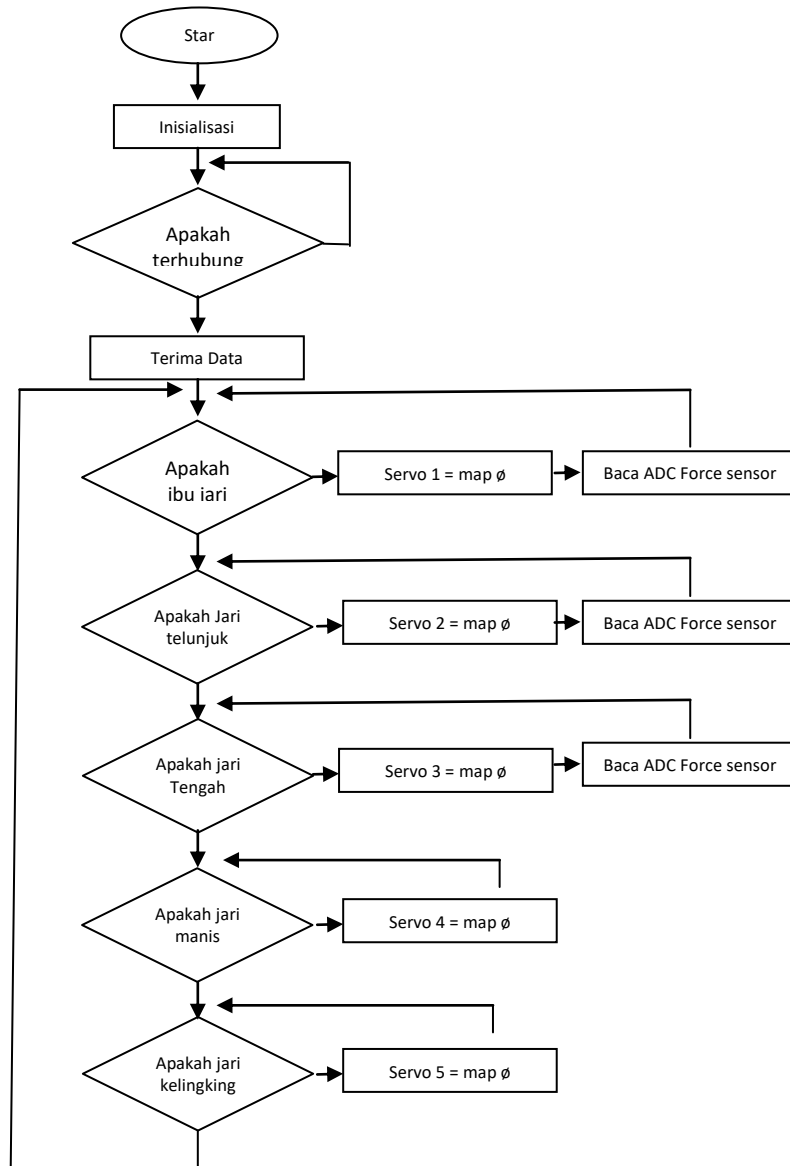 Star
Inisialisasi
Apakah
terhubung
Terima Data
Apakah
ibu jari
Servo 1 = map ø
Baca ADC Force sensor
Apakah Jari
telunjuk
Servo 2 = map ø
Baca ADC Force sensor
Apakah jari
Tengah
Servo 3 = map ø
Baca ADC Force sensor
Apakah jari
manis
Servo 4 = map ø
Apakah jari
kelingking
Servo 5 = map ø